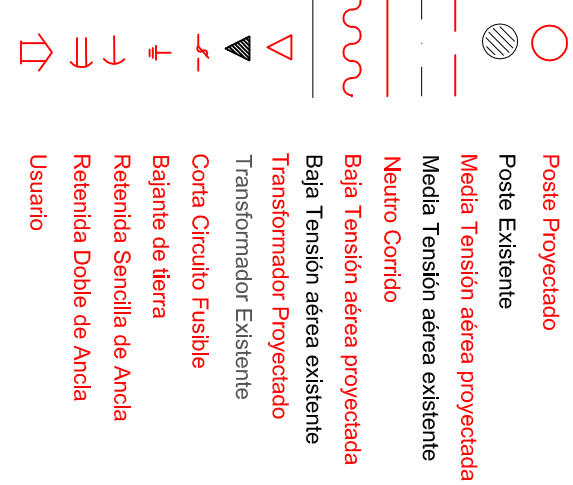 Poste Proyectado
Poste Existente
Media Tensión aérea proyectada
Media Tensión aérea existente
Neutro Corrido
Baja Tensión aérea proyectada
Baja Tensión aérea existente
Transformador Proyectado
Transformador Existente
Corta Circuito Fusible
Bajante de tierra
Retenida Sencilla de Ancla
Retenida Doble de Ancla
Usuario